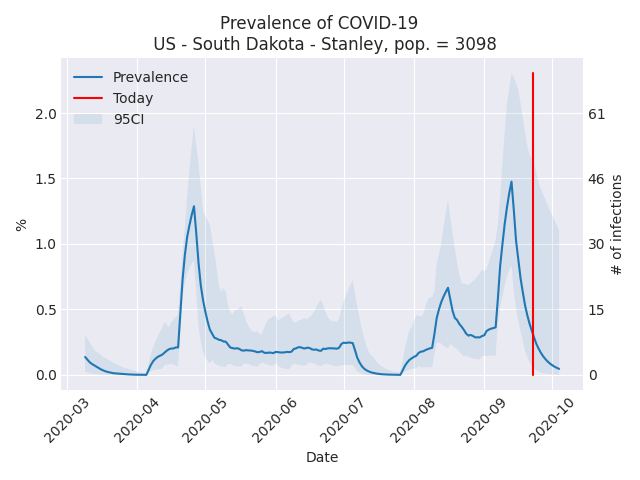 Prevalence of COVID-19
US - South Dakota - Stanley, pop. = 3098
Prevalence
Today
95CI
2.0
1.5
1.0
0.5
0.0
%
61
46
30
15
0
# of infections
2020-03
2020-04
2020-05
2020-06
2020-07
2020-08
2020-09
2020-10
Date